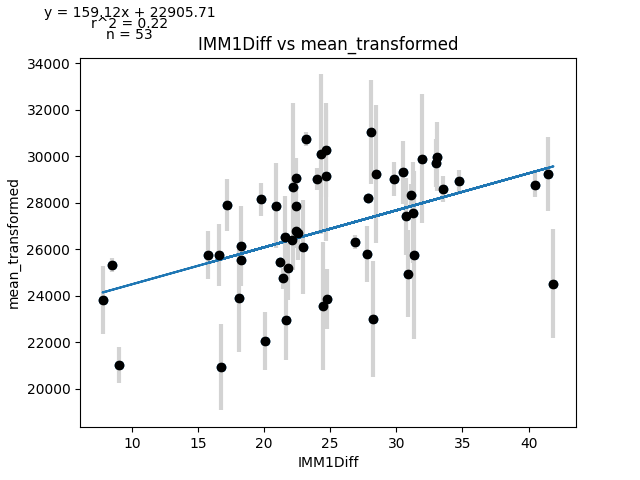 y = 159.12x + 22905.71
r^2 = 0.22
n = 53
IMM1Diff vs mean_transformed
34000
32000
30000
28000
26000
24000
22000
20000
mean_transformed
10 15 20 25 30 35 40
IMM1Diff